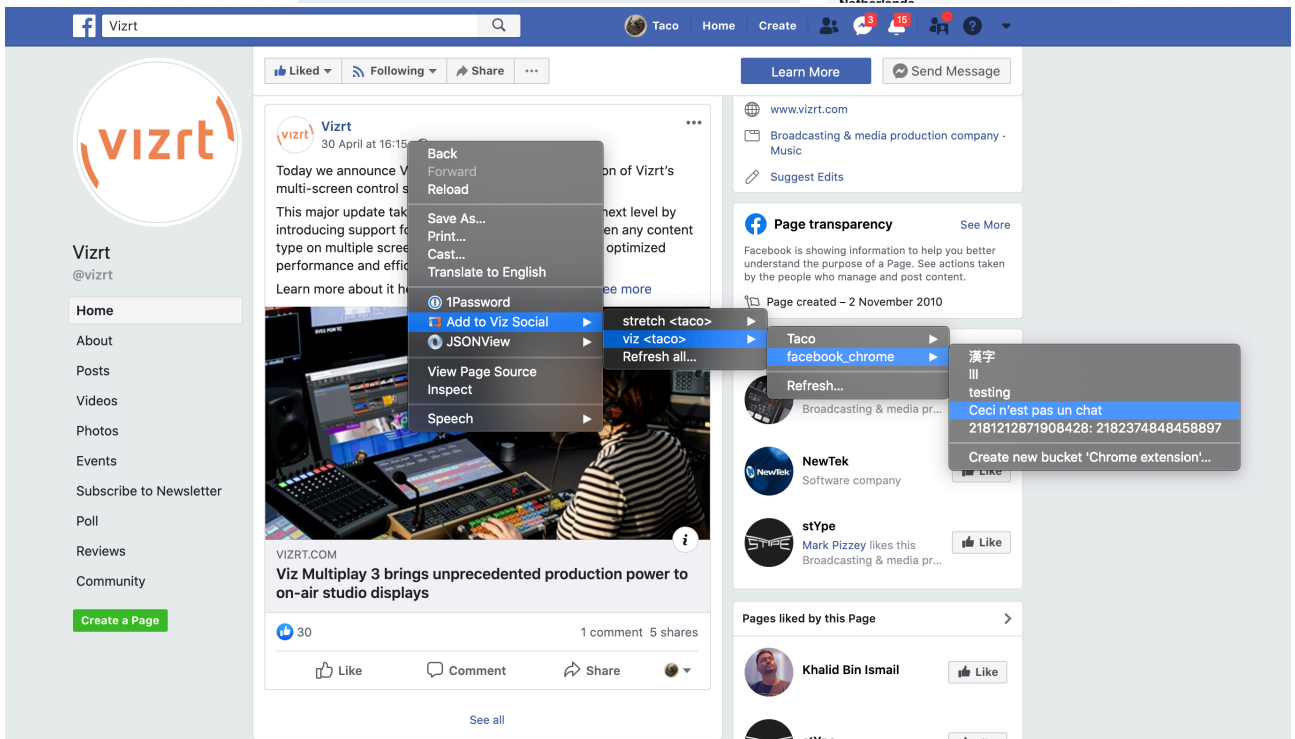 Netherlands
Vizrt
Taco
Home
Create
3
15
Liked
Following
Share
Learn More
Send Message
vizrt
Vizrt
@vizrt
Home
About
Posts
Videos
Photos
Events
Subscribe to Newsletter
Poll
Reviews
Community
Create a Page
vizrt
Vizrt
30 April at 16:15
Today we announce V on of Vizrt's
multi-screen control s
This major update tak next level by
introducing support fo en any content
type on multiple scree optimized
performance and effic
Learn more about it he ee more
Back
Forward
Reload
Save As...
Print...
Cast...
Translate to English
1Password
Add to Viz Social
JSONView
View Page Source
Inspect
Speech
stretch <taco>
viz <taco>
Refresh all...
Taco
facebook_chrome
Refresh...
漢字
lll
testing
Ceci n'est pas un chat
2181212871908428: 2182374848458897
Create new bucket 'Chrome extension'...
VIZRT.COM
Viz Multiplay 3 brings unprecedented production power to
on-air studio displays
30
1 comment 5 shares
Like
Comment
Share
See all
www.vizrt.com
Broadcasting & media production company ·
Music
Suggest Edits
Page transparency
See More
Facebook is showing information to help you better
understand the purpose of a Page. See actions taken
by the people who manage and post content.
Page created – 2 November 2010
Broadcasting & media pr...
NewTek
NewTek
Software company
Like
STYPE
stYpe
Mark Pizzey likes this
Broadcasting & media pr...
Like
Pages liked by this Page
Khalid Bin Ismail
Like
stYpe